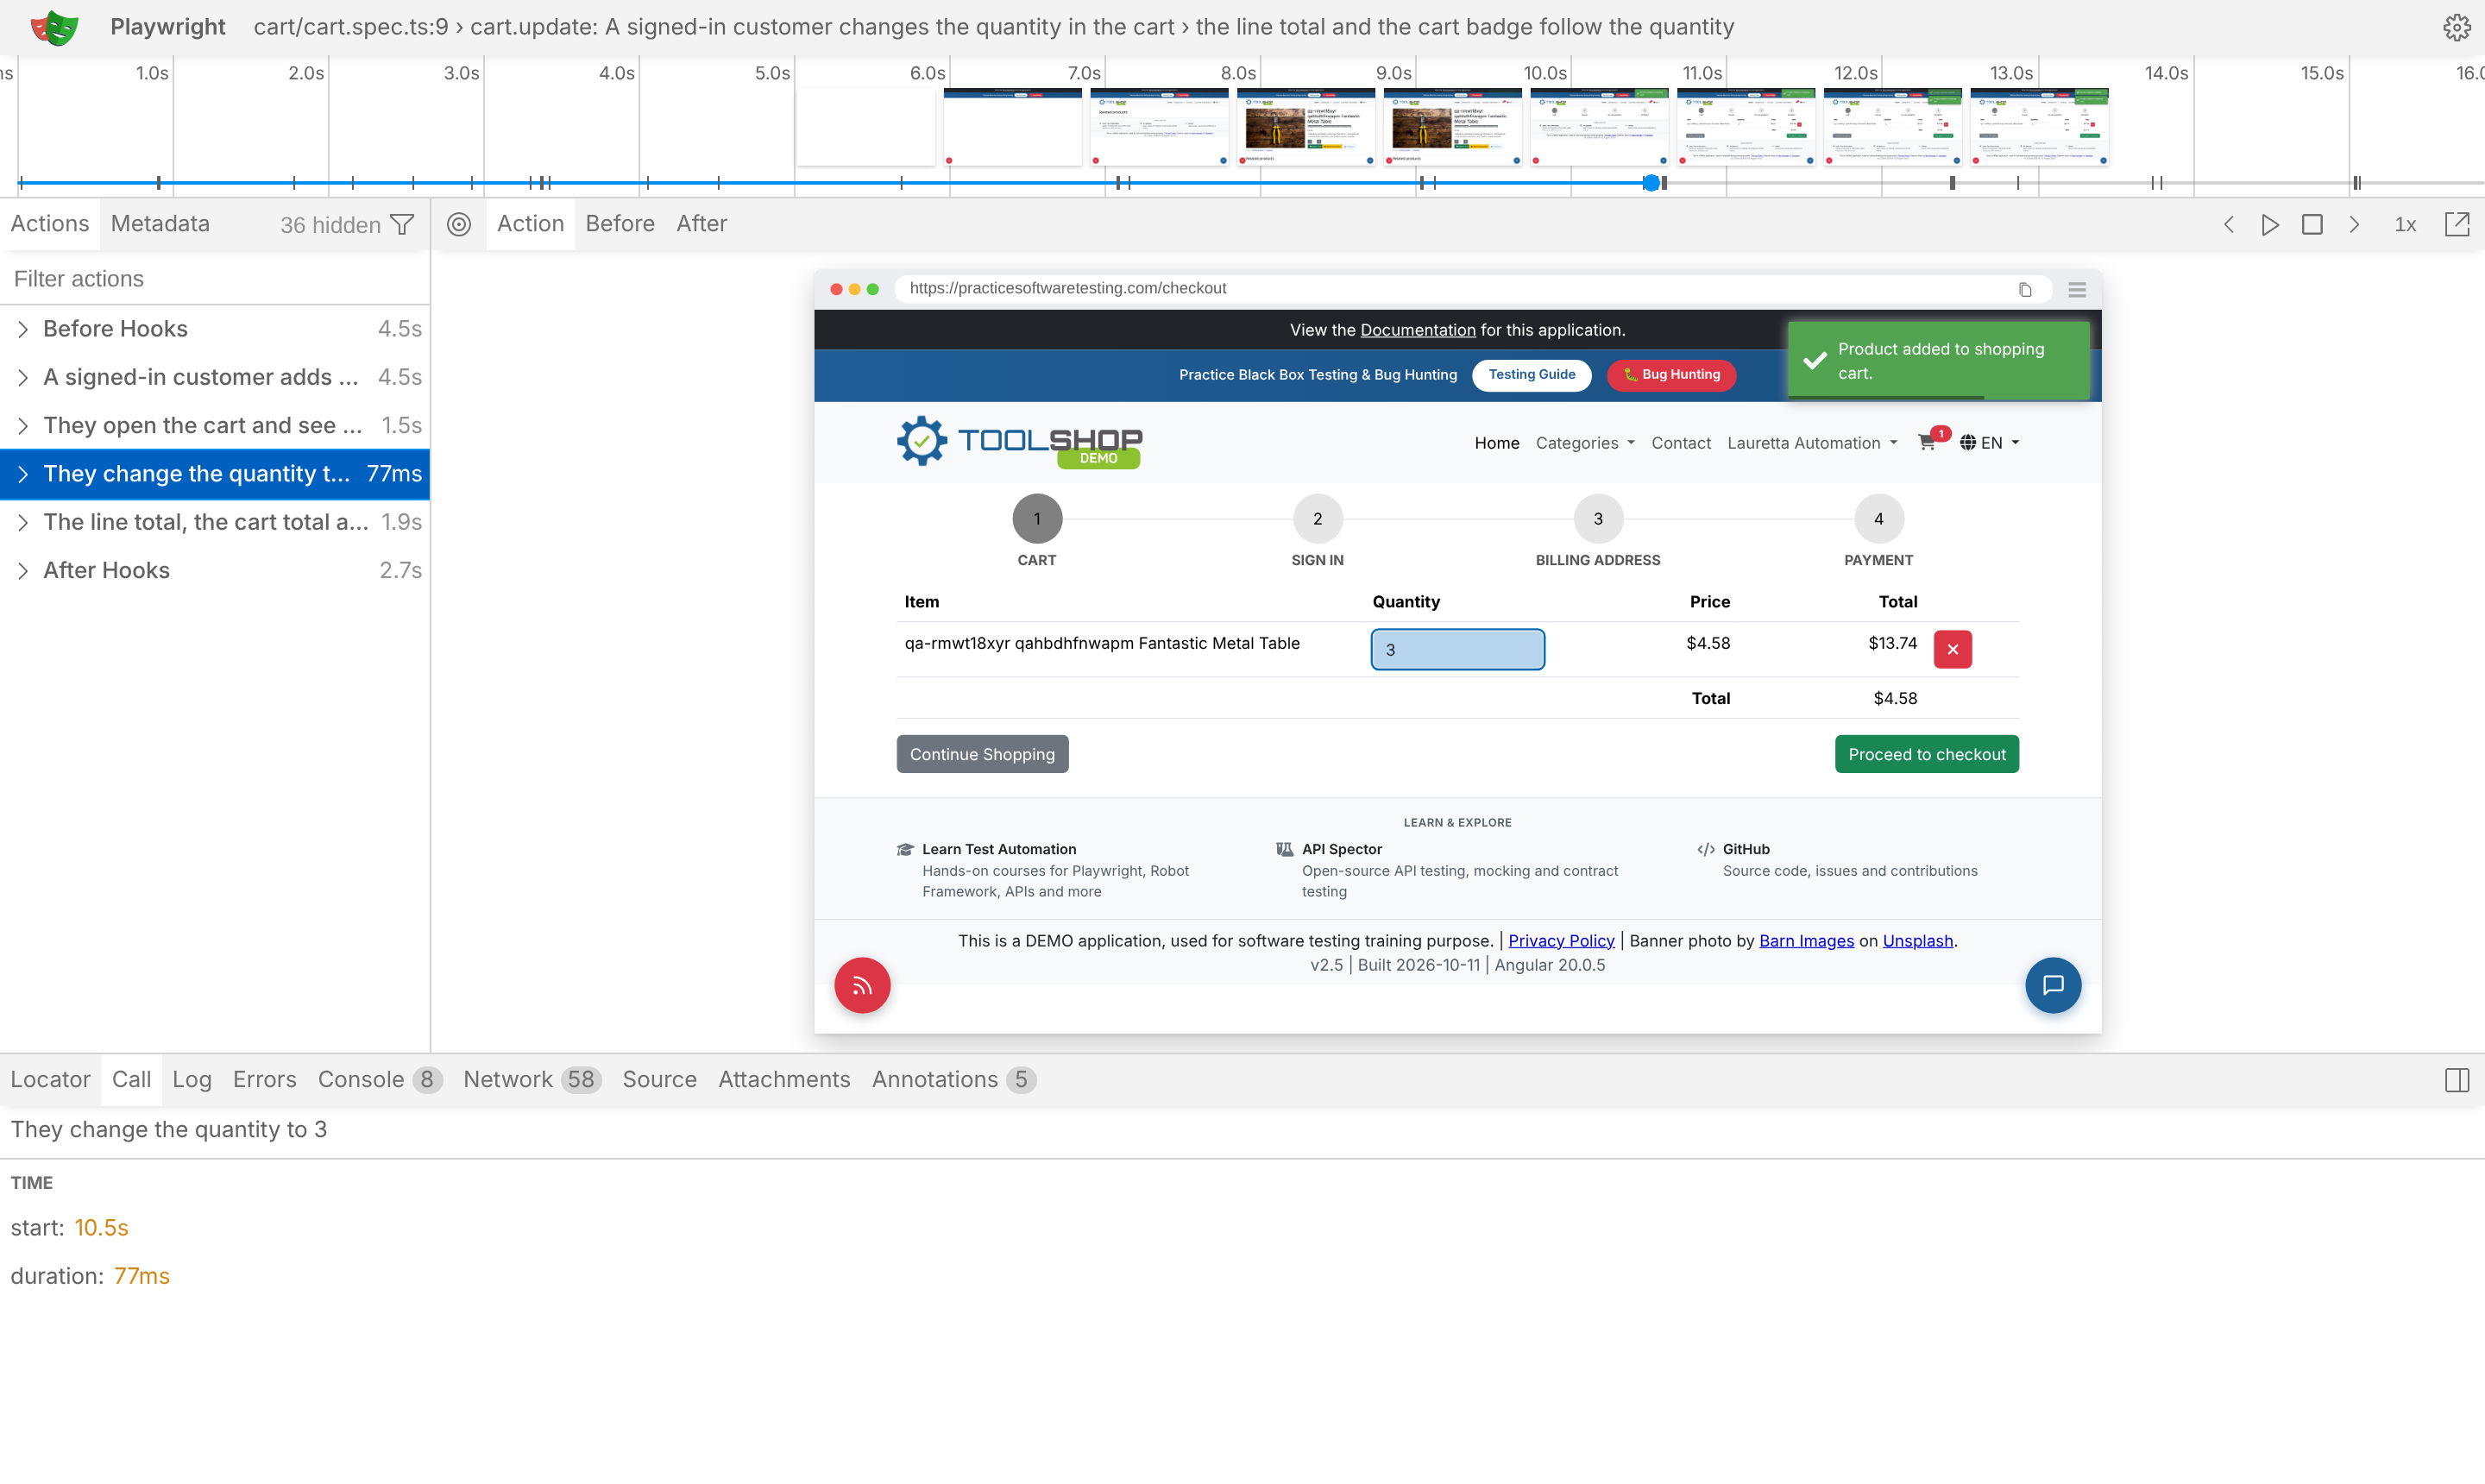 Playwright cart/cart.spec.ts:9 › cart.update: A signed-in customer changes the quantity in the cart › the line total and the cart badge follow the quantity
1.0s 2.0s 3.0s 4.0s 5.0s 6.0s 7.0s 8.0s 9.0s 10.0s 11.0s 12.0s 13.0s 14.0s 15.0s
Actions Metadata 36 hidden
Action Before After 1x
Filter actions
Before Hooks 4.5s
A signed-in customer adds ... 4.5s
They open the cart and see ... 1.5s
They change the quantity t... 77ms
The line total, the cart total a... 1.9s
After Hooks 2.7s
https://practicesoftwaretesting.com/checkout
View the Documentation for this application.
Practice Black Box Testing & Bug Hunting Testing Guide Bug Hunting
Product added to shopping
cart.
TOOLSHOP
DEMO
Home Categories Contact Lauretta Automation 1 EN
1 2 3 4
CART SIGN IN BILLING ADDRESS PAYMENT
Item Quantity Price Total
qa-rmwt18xyr qahbdhfnwapm Fantastic Metal Table 3 $4.58 $13.74
Total $4.58
Continue Shopping Proceed to checkout
LEARN & EXPLORE
Learn Test Automation
Hands-on courses for Playwright, Robot
Framework, APIs and more
API Spector
Open-source API testing, mocking and contract
testing
GitHub
Source code, issues and contributions
This is a DEMO application, used for software testing training purpose. | Privacy Policy | Banner photo by Barn Images on Unsplash.
v2.5 | Built 2026-10-11 | Angular 20.0.5
Locator Call Log Errors Console 8 Network 58 Source Attachments Annotations 5
They change the quantity to 3
TIME
start: 10.5s
duration: 77ms